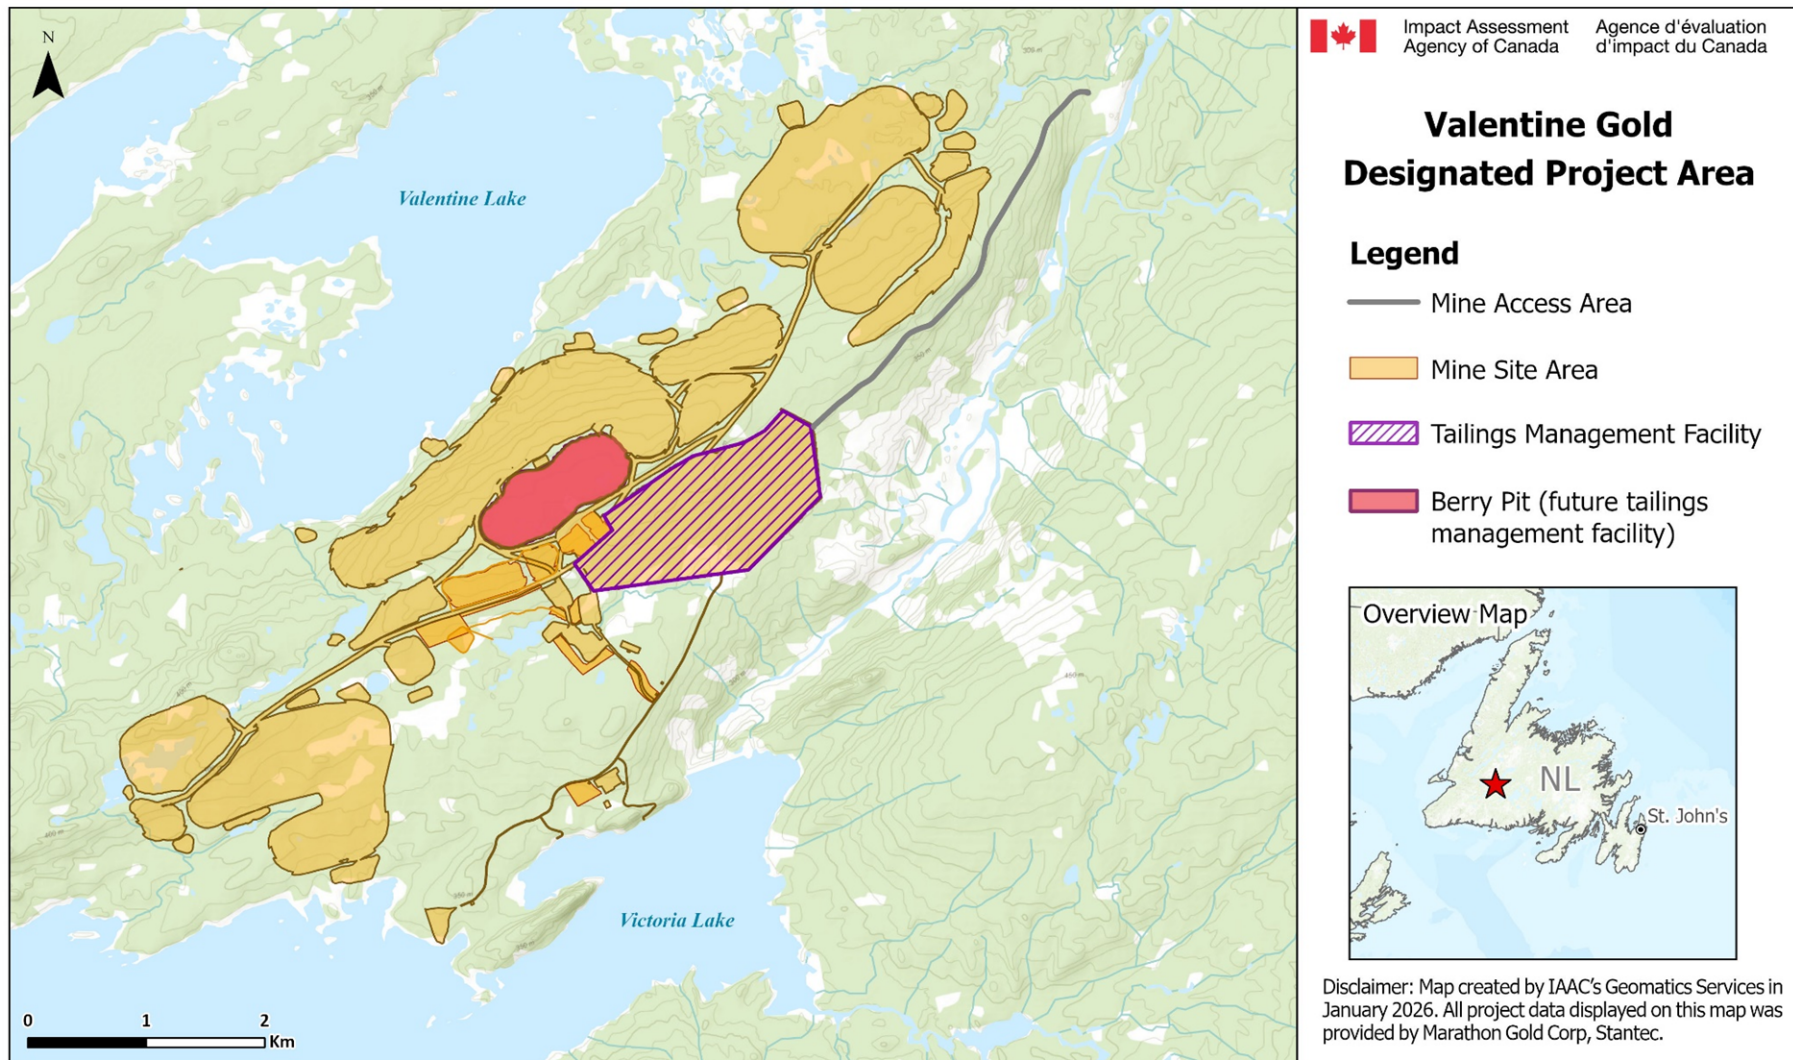 N
Valentine Lake
Victoria Lake
0 1 2
Km
Impact Assessment
Agency of Canada
Agence d'évaluation
d'impact du Canada
Valentine Gold
Designated Project Area
Legend
Mine Access Area
Mine Site Area
Tailings Management Facility
Berry Pit (future tailings
management facility)
Overview Map
NL
St. John's
Disclaimer: Map created by IAAC's Geomatics Services in
January 2026. All project data displayed on this map was
provided by Marathon Gold Corp, Stantec.